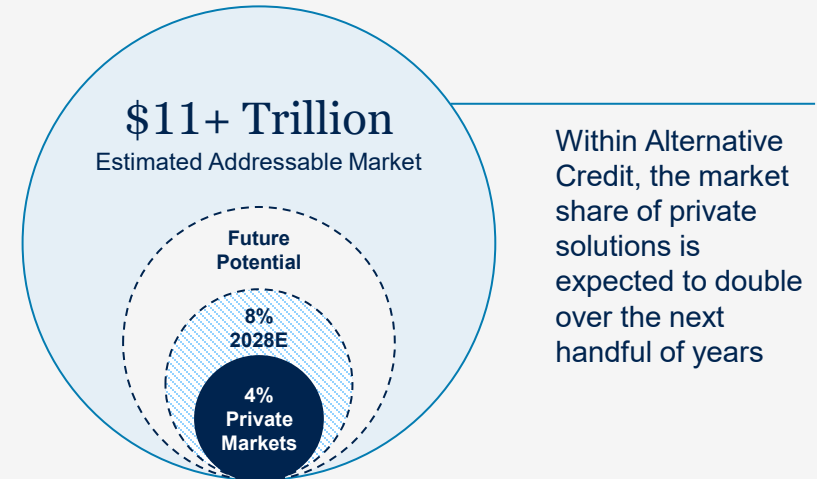 $11+ Trillion
Estimated Addressable Market
Future
Potential
8%
2028E
4%
Private
Markets
Within Alternative
Credit, the market
share of private
solutions is
expected to double
over the next
handful of years